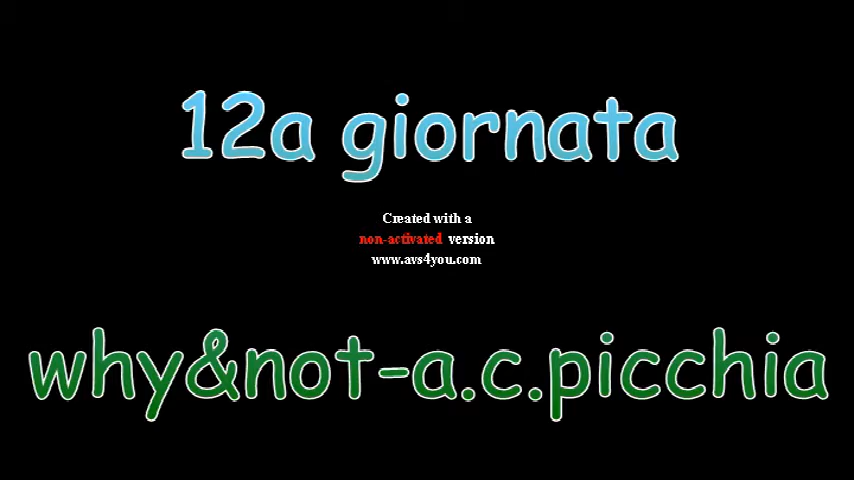 12a giornata
Created with a
non-activated version
www.avs4you.com
why&not-a.c.picchia